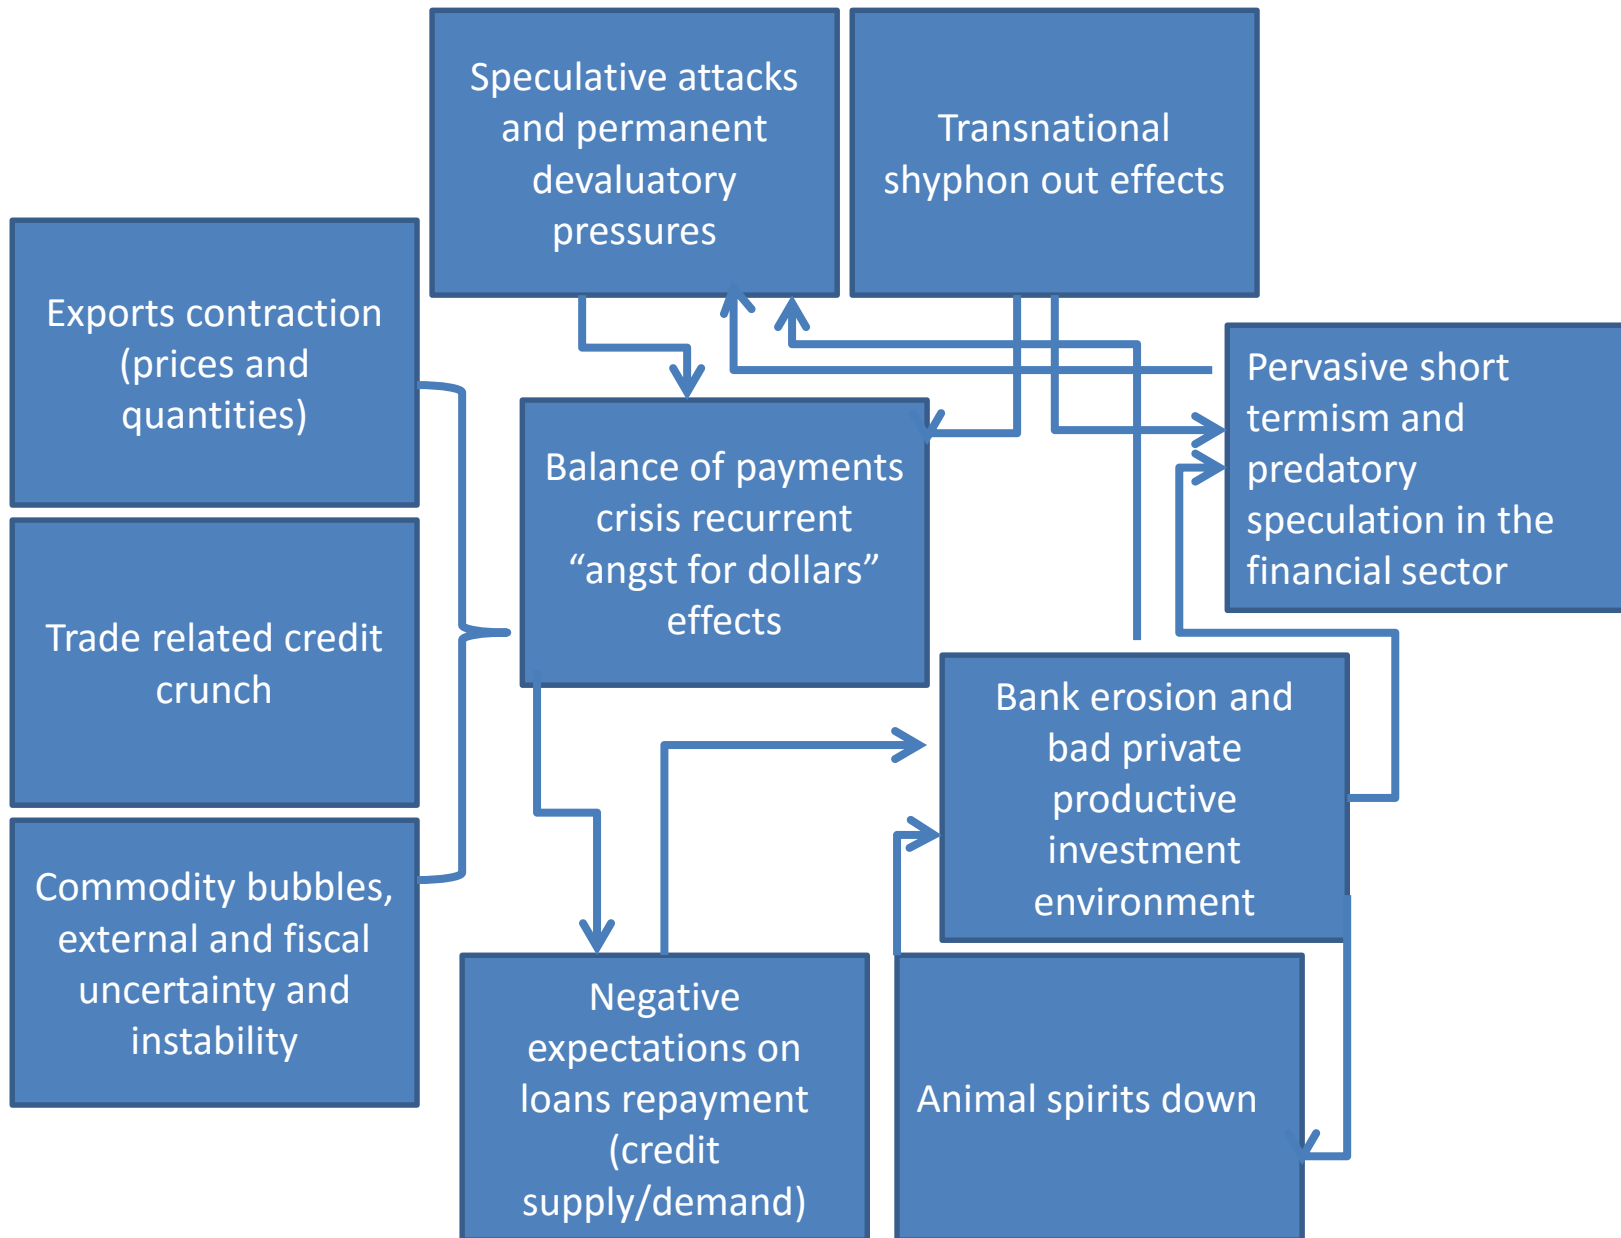 Speculative attacks
and permanent
devaluatory
pressures
Transnational
shyphon out effects
Exports contraction
(prices and
quantities)
Pervasive short
termism and
predatory
speculation in the
financial sector
Balance of payments
crisis recurrent
“angst for dollars”
effects
Trade related credit
crunch
Bank erosion and
bad private
productive
investment
environment
Commodity bubbles,
external and fiscal
uncertainty and
instability
Negative
expectations on
loans repayment
(credit
supply/demand)
Animal spirits down